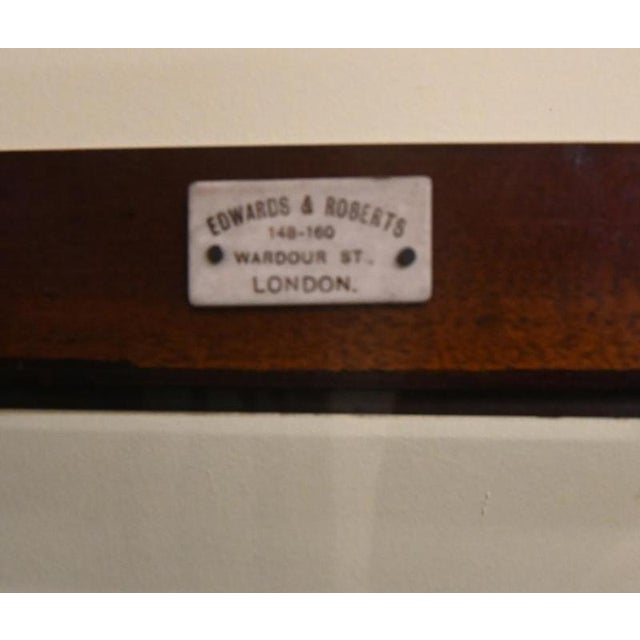 EDWARDS & ROBERTS
148-160
WARDOUR ST.,
LONDON.